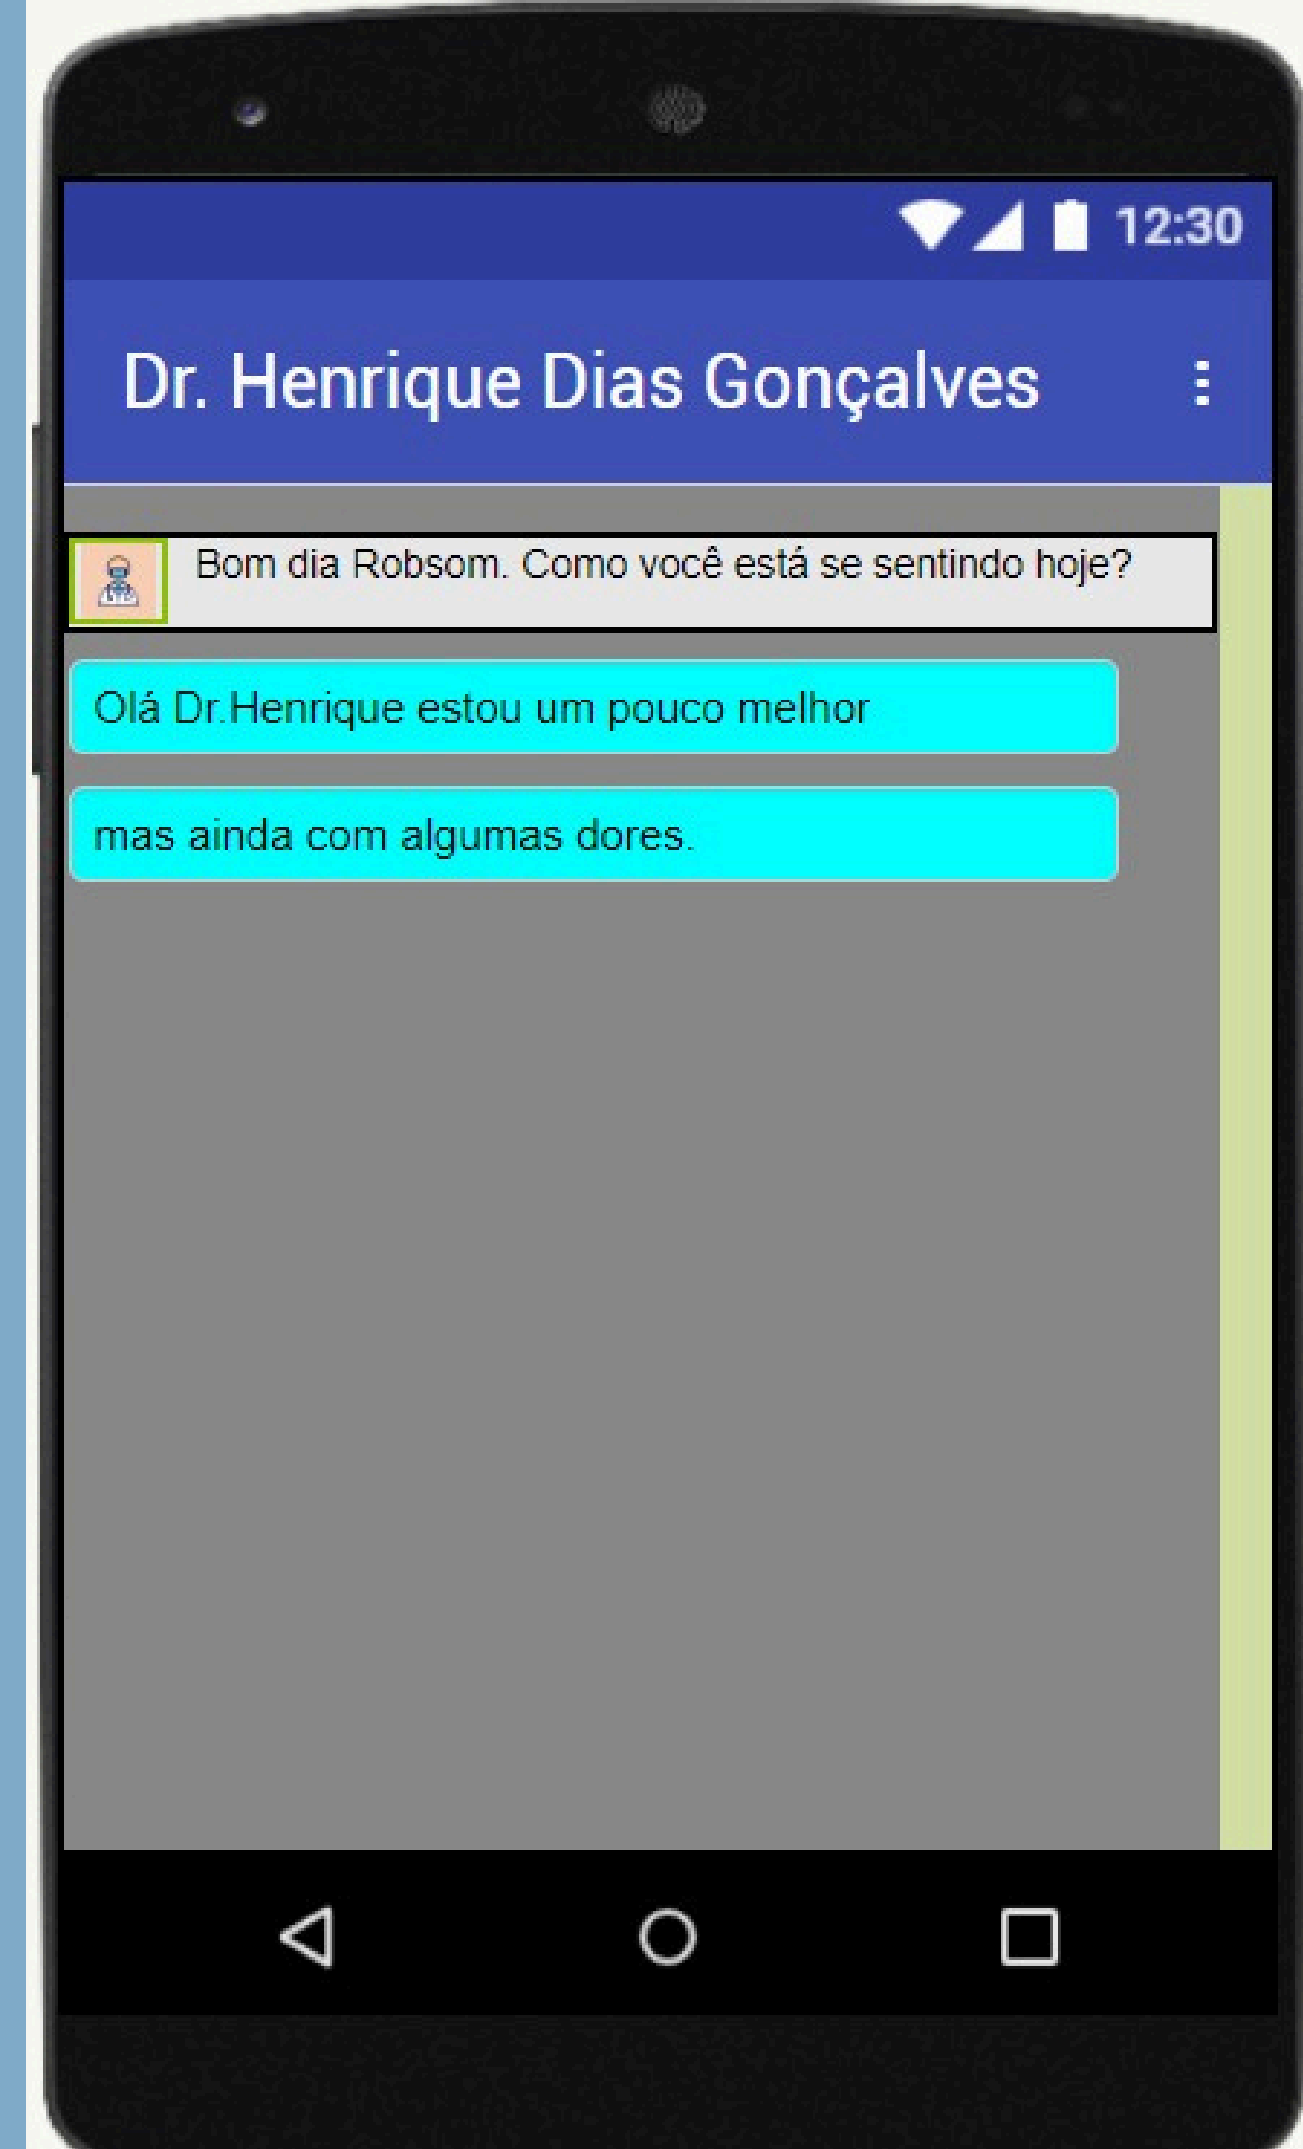 12:30
Dr. Henrique Dias Gonçalves
Bom dia Robsom. Como você está se sentindo hoje?
Olá Dr.Henrique estou um pouco melhor
mas ainda com algumas dores.